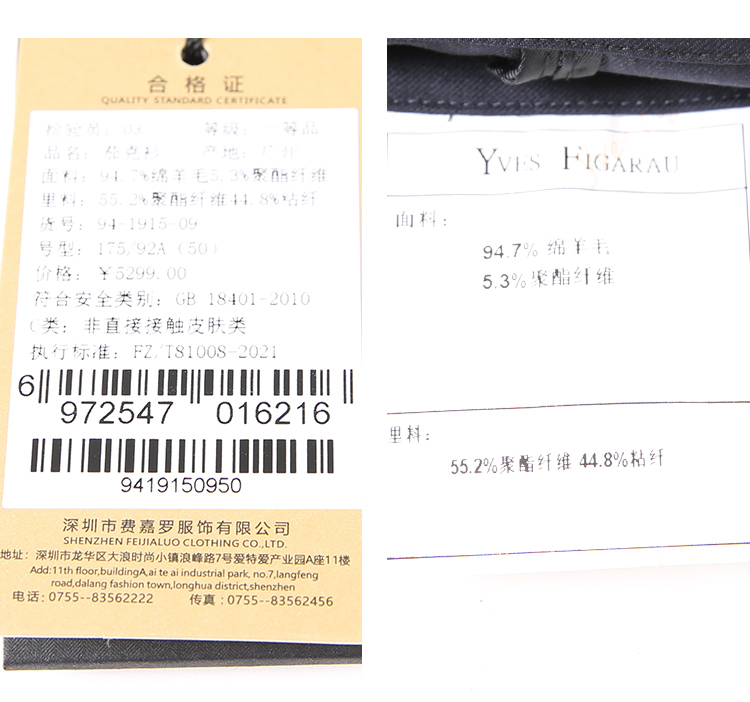 合格证
QUALITY STANDARD CERTIFICATE
检验员：03 等级：一等品
品名：茄克衫 产地：广州
面料：94.7%绵羊毛5.3%聚酯纤维
里料：55.2%聚酯纤维44.8%粘纤
货号：94-1915-09
号型：175/92A（50）
价格：￥5299.00
符合安全类别：GB 18401-2010
C类：非直接接触皮肤类
执行标准：FZ/T81008-2021
6 972547 016216
9419150950
深圳市费嘉罗服饰有限公司
SHENZHEN FEIJIALUO CLOTHING CO.,LTD.
地址：深圳市龙华区大浪时尚小镇浪峰路7号爱特爱产业园A座11楼
Add:11th floor,buildingA,ai te ai industrial park, no.7,langfeng
road,dalang fashion town,longhua district,shenzhen
电话：0755--83562222 传真：0755--83562456
YVES FIGARAU
面料：
94.7% 绵羊毛
5.3% 聚酯纤维
里料：
55.2%聚酯纤维 44.8%粘纤